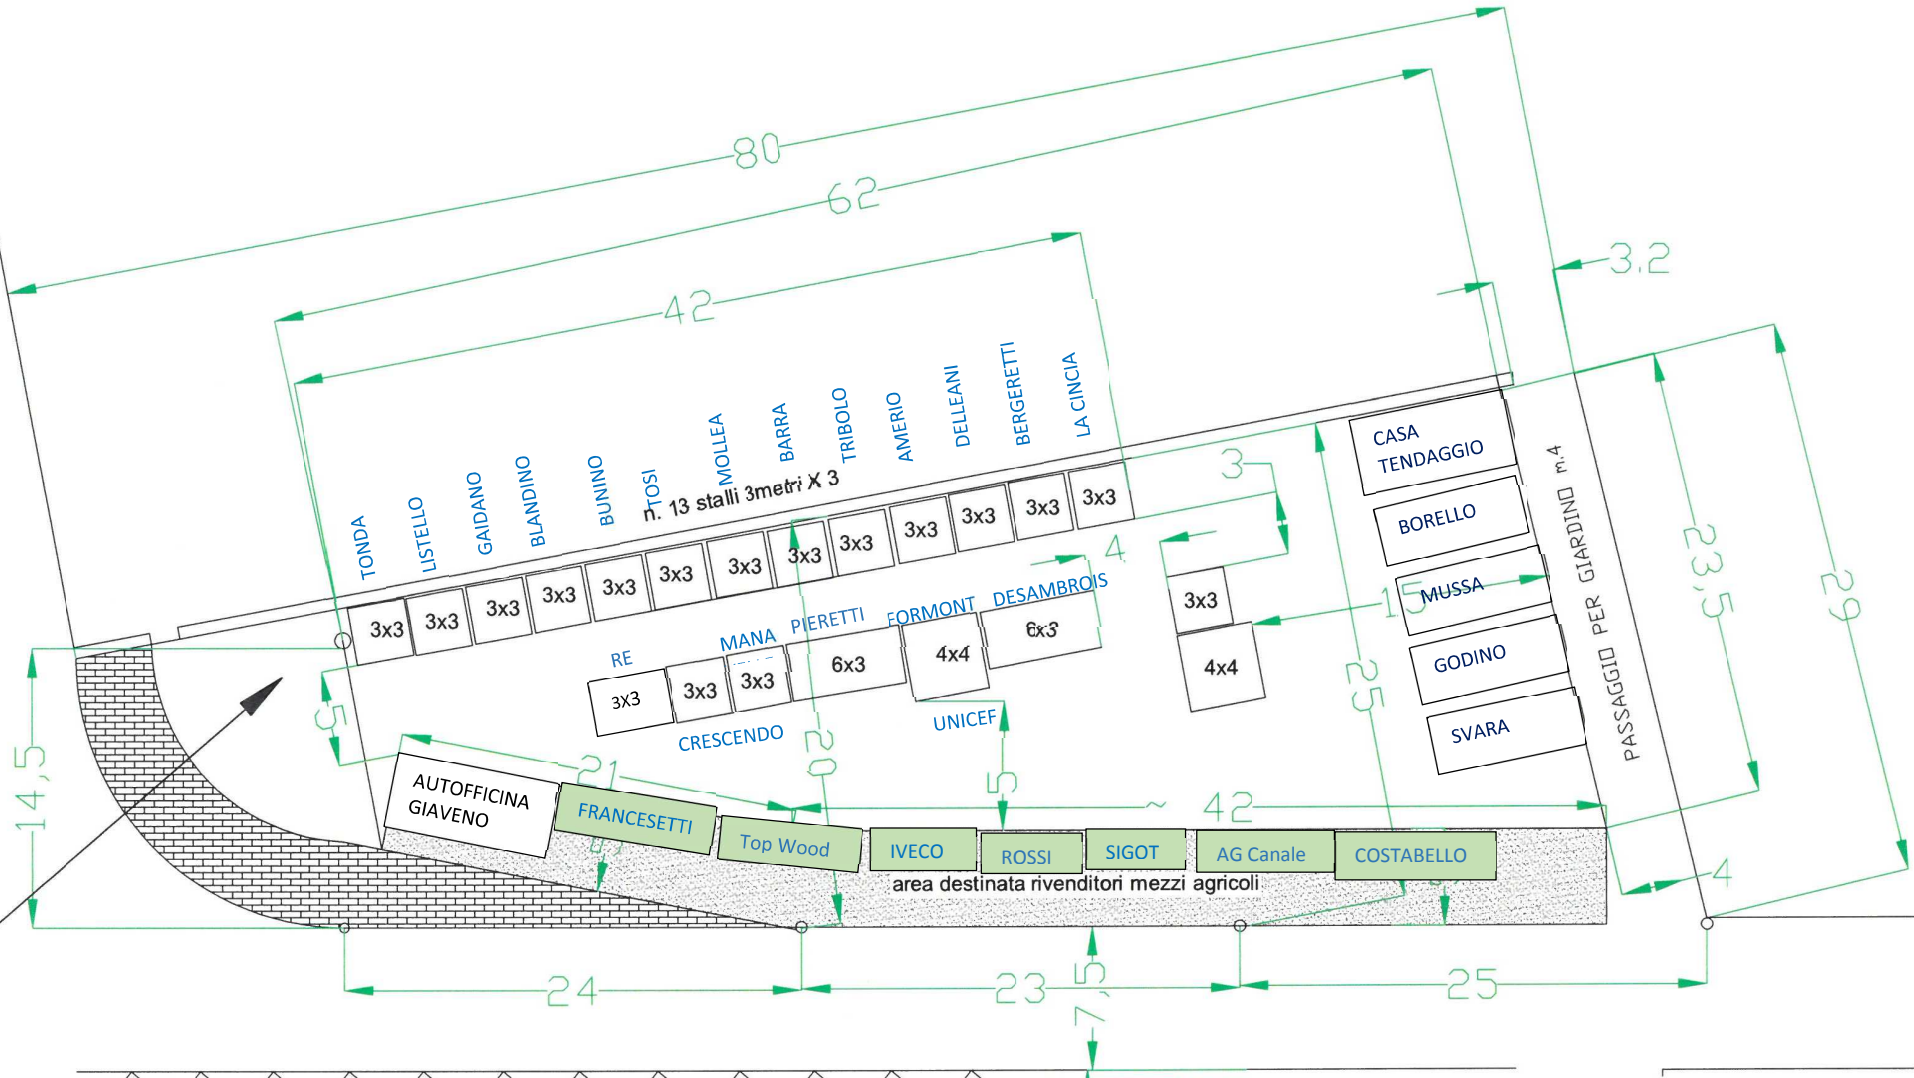 80
62
42
3.2
TONDA
LISTELLO
GAIDANO
BLANDINO
BUNINO
TOSI
MOLLEA
BARRA
TRIBOLO
AMERIO
DELLEANI
BERGERETTI
LA CINCIA
n. 13 stalli 3metri X 3
3x3
3x3
3x3
3x3
3x3
3x3
3x3
3x3
3x3
3x3
3x3
3x3
3x3
3
4
CASA
TENDAGGIO
BORELLO
MUSSA
GODINO
SVARA
PASSAGGIO PER GIARDINO m.4
23,5
29
15
25
RE
MANA
PIERETTI
FORMONT
DESAMBROIS
3X3
3x3
3x3
6x3
4x4
6x3
3x3
4x4
CRESCENDO
UNICEF
5
14,5
21
20
5
~ 42
AUTOFFICINA
GIAVENO
FRANCESETTI
Top Wood
IVECO
ROSSI
SIGOT
AG Canale
COSTABELLO
area destinata rivenditori mezzi agricoli
4
24
23
25
7,5